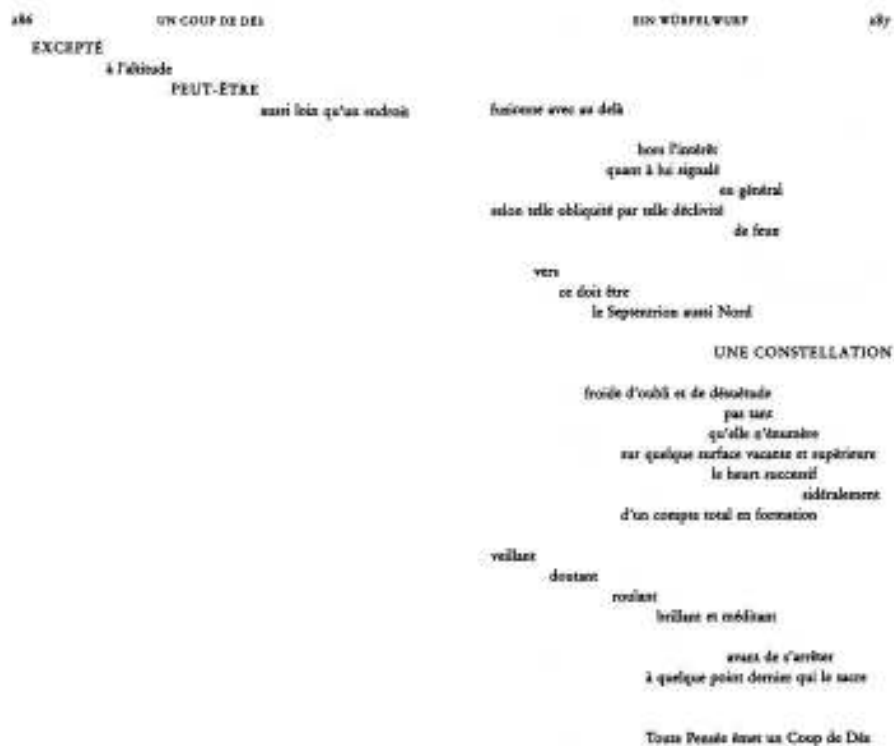 286
UN COUP DE DÉS
EXCEPTÉ
à l'altitude
PEUT-ÊTRE
aussi loin qu'un endroit
EIN WÜRFELWURF
287
fusionne avec au delà
hors l'intérêt
quant à lui signalé
en général
selon telle obliquité par telle déclivité
de feux
vers
ce doit être
le Septentrion aussi Nord
UNE CONSTELLATION
froide d'oubli et de désuétude
pas tant
qu'elle n'énumère
sur quelque surface vacante et supérieure
le heurt successif
sidéralement
d'un compte total en formation
veillant
doutant
roulant
brillant et méditant
avant de s'arrêter
à quelque point dernier qui le sacre
Toute Pensée émet un Coup de Dés